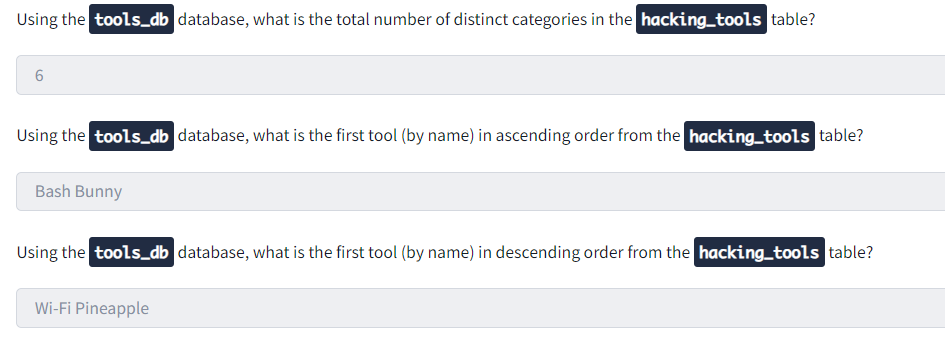 Using the tools_db database, what is the total number of distinct categories in the hacking_tools table?
6
Using the tools_db database, what is the first tool (by name) in ascending order from the hacking_tools table?
Bash Bunny
Using the tools_db database, what is the first tool (by name) in descending order from the hacking_tools table?
Wi-Fi Pineapple